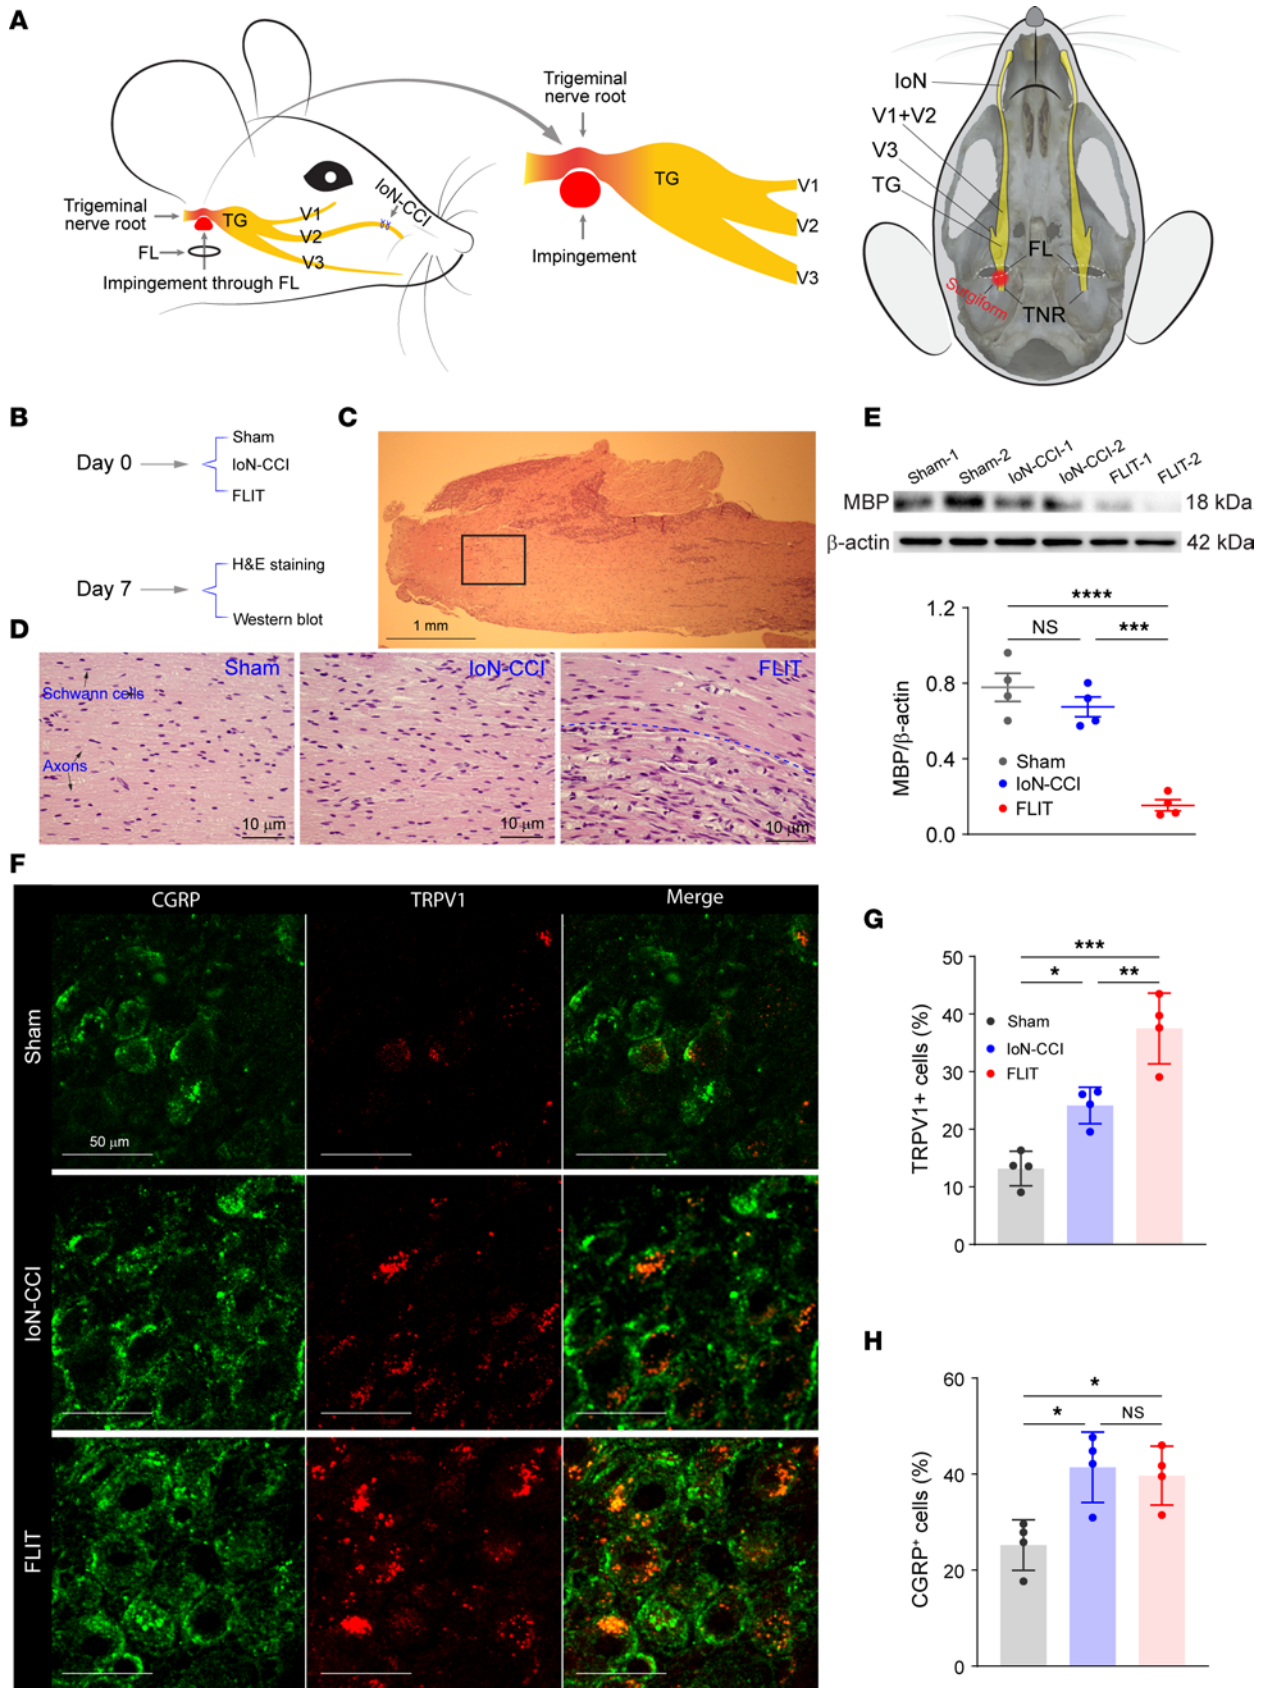 A
Trigeminal
nerve root
FL
Impingement through FL
TG
V1
V2
V3
IoN-CCI
Trigeminal
nerve root
TG
V1
V2
V3
Impingement
IoN
V1+V2
V3
TG
FL
Surgiform
TNR
B
Day 0
Sham
IoN-CCI
FLIT
Day 7
H&E staining
Western blot
C
1 mm
D
Sham
Schwann cells
Axons
10 μm
IoN-CCI
10 μm
FLIT
10 μm
E
Sham-1
Sham-2
IoN-CCI-1
IoN-CCI-2
FLIT-1
FLIT-2
MBP
18 kDa
β-actin
42 kDa
****
NS
***
1.2
0.8
0.4
0.0
MBP/β-actin
Sham
IoN-CCI
FLIT
F
CGRP
TRPV1
Merge
Sham
50 μm
IoN-CCI
FLIT
G
***
*
**
50
40
30
20
10
0
TRPV1+ cells (%)
Sham
IoN-CCI
FLIT
H
*
*
NS
60
40
20
0
CGRP⁺ cells (%)